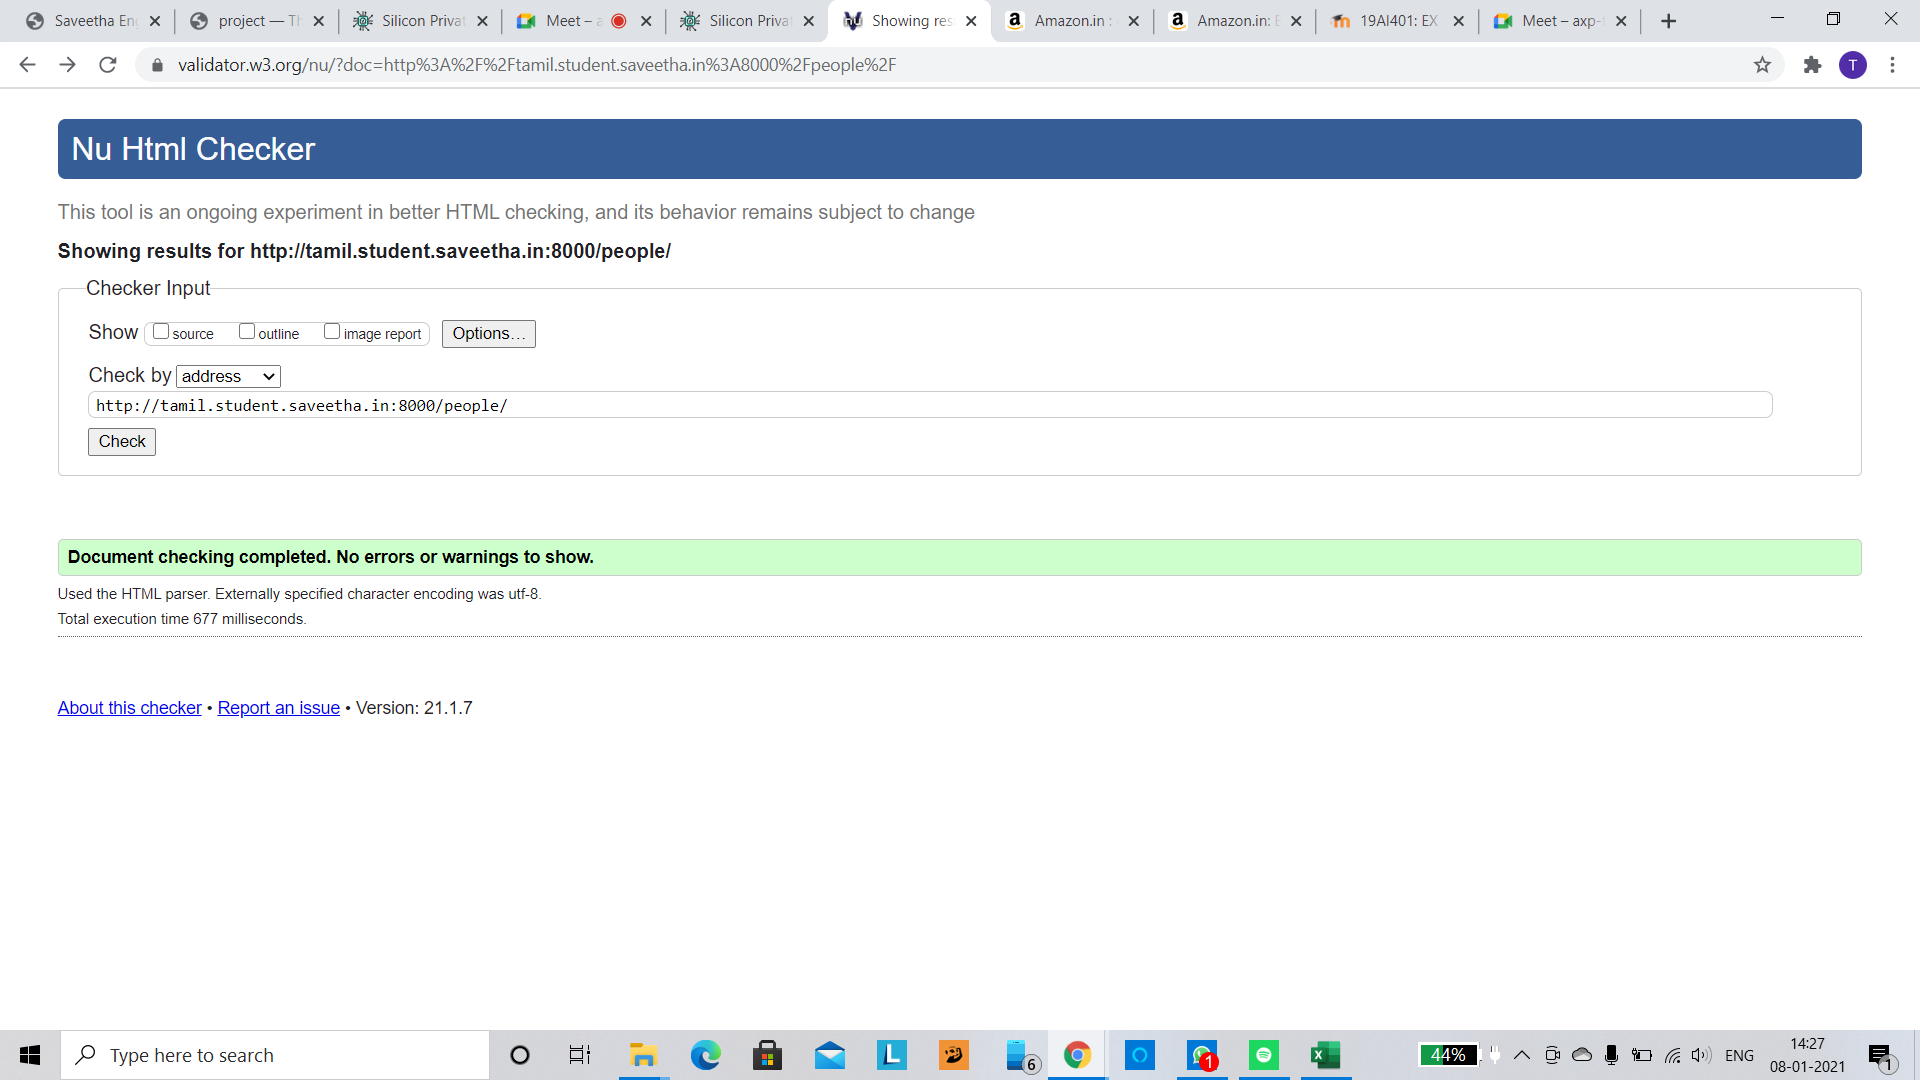 Saveetha En
project — Th
Silicon Privat
Meet – a
Silicon Privat
Showing res
Amazon.in :
Amazon.in: E
19AI401: EX
Meet – axp-
validator.w3.org/nu/?doc=http%3A%2F%2Ftamil.student.saveetha.in%3A8000%2Fpeople%2F
T
Nu Html Checker
This tool is an ongoing experiment in better HTML checking, and its behavior remains subject to change
Showing results for http://tamil.student.saveetha.in:8000/people/
Checker Input
Show source outline image report Options...
Check by address
http://tamil.student.saveetha.in:8000/people/
Check
Document checking completed. No errors or warnings to show.
Used the HTML parser. Externally specified character encoding was utf-8.
Total execution time 677 milliseconds.
About this checker • Report an issue • Version: 21.1.7
Type here to search
L
6
1
44%
ENG
14:27
08-01-2021
1